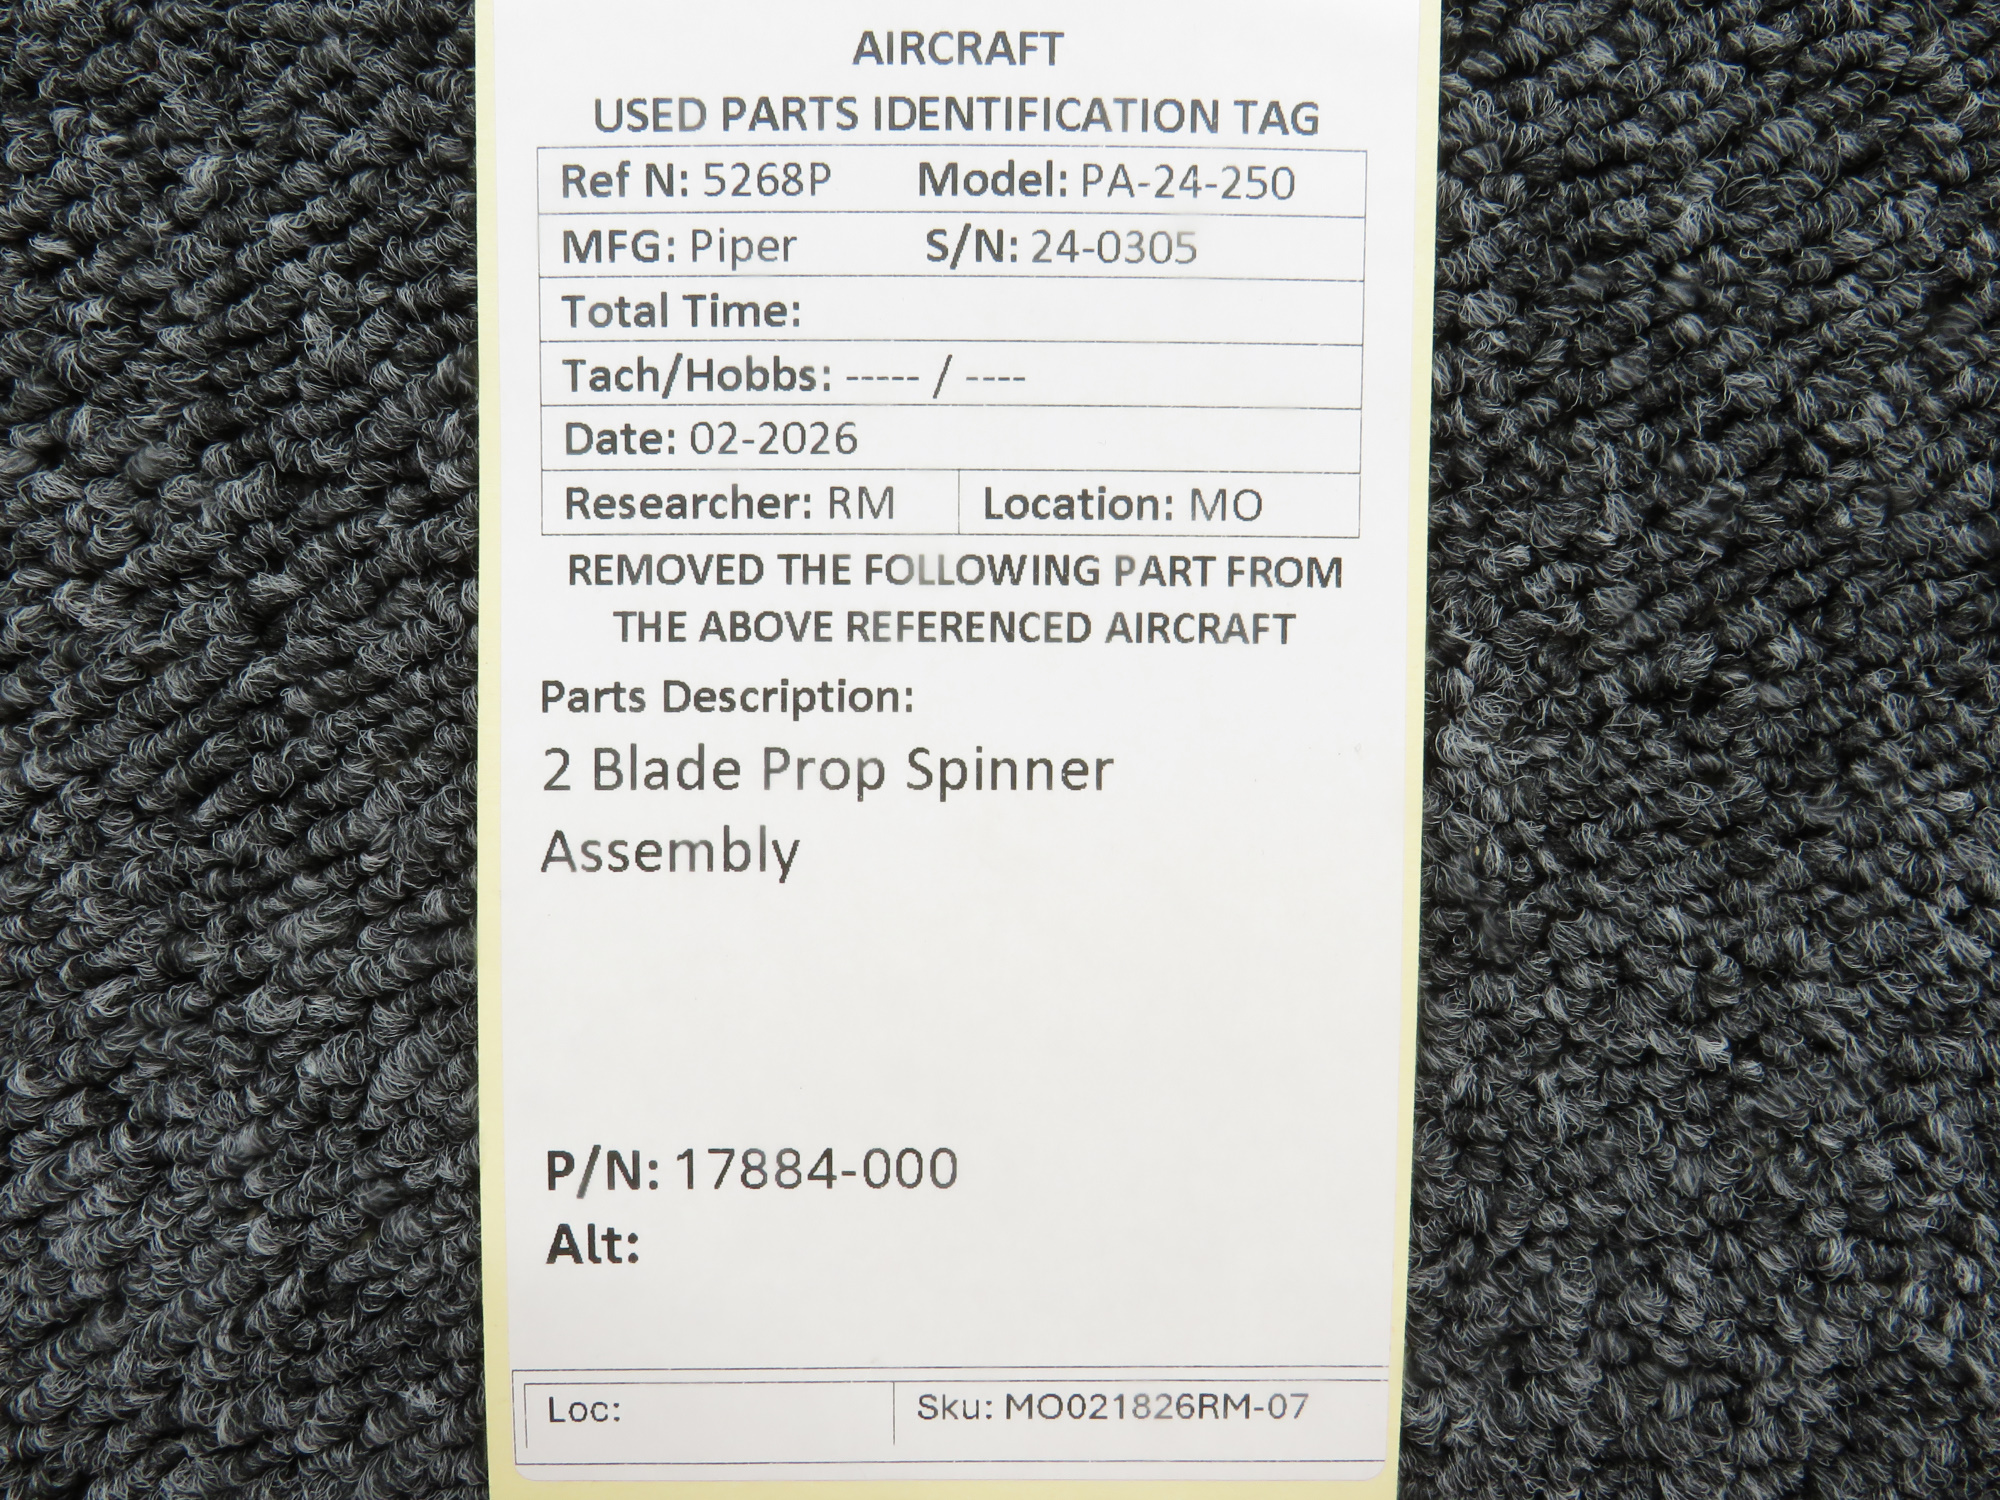 AIRCRAFT
USED PARTS IDENTIFICATION TAG
Ref N: 5268P Model: PA-24-250
MFG: Piper S/N: 24-0305
Total Time:
Tach/Hobbs: ----- / ----
Date: 02-2026
Researcher: RM Location: MO
REMOVED THE FOLLOWING PART FROM
THE ABOVE REFERENCED AIRCRAFT
Parts Description:
2 Blade Prop Spinner
Assembly
P/N: 17884-000
Alt:
Loc: Sku: MO021826RM-07